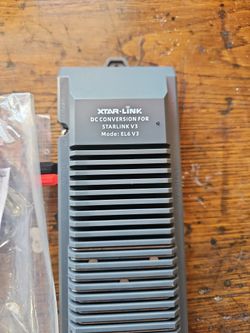 XTAR-LINK
DC CONVERSION FOR
STARLINK V3
Mode: EL6 V3